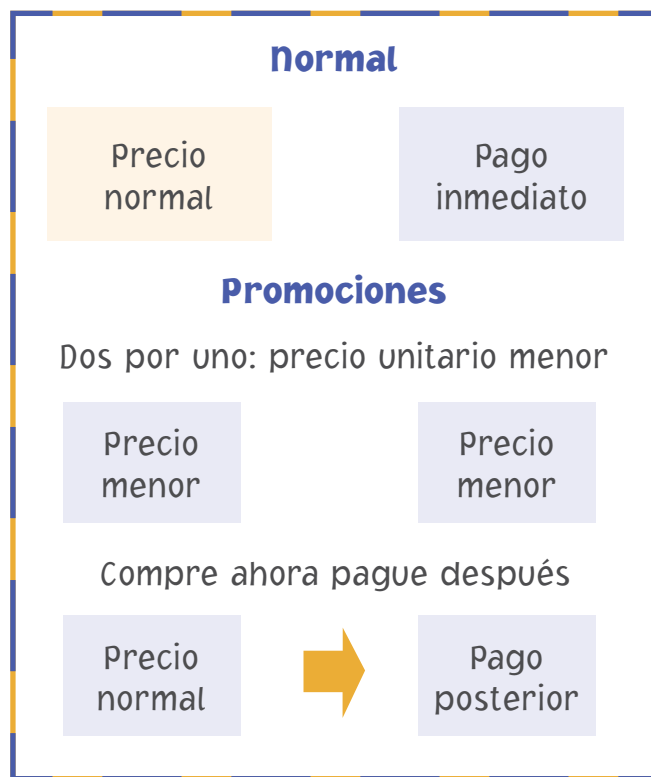 Normal
Precio
normal
Pago
inmediato
Promociones
Dos por uno: precio unitario menor
Precio
menor
Precio
menor
Compre ahora pague después
Precio
normal
Pago
posterior